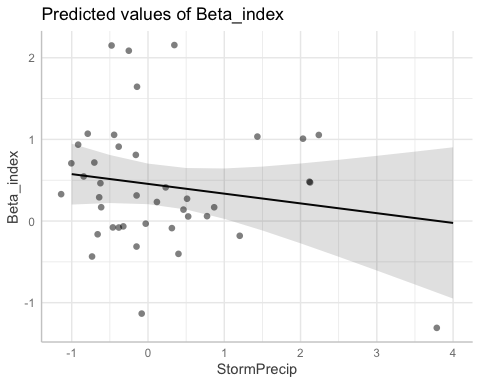 Predicted values of Beta_index
Beta_index
2
1
0
-1
-1 0 1 2 3 4
StormPrecip